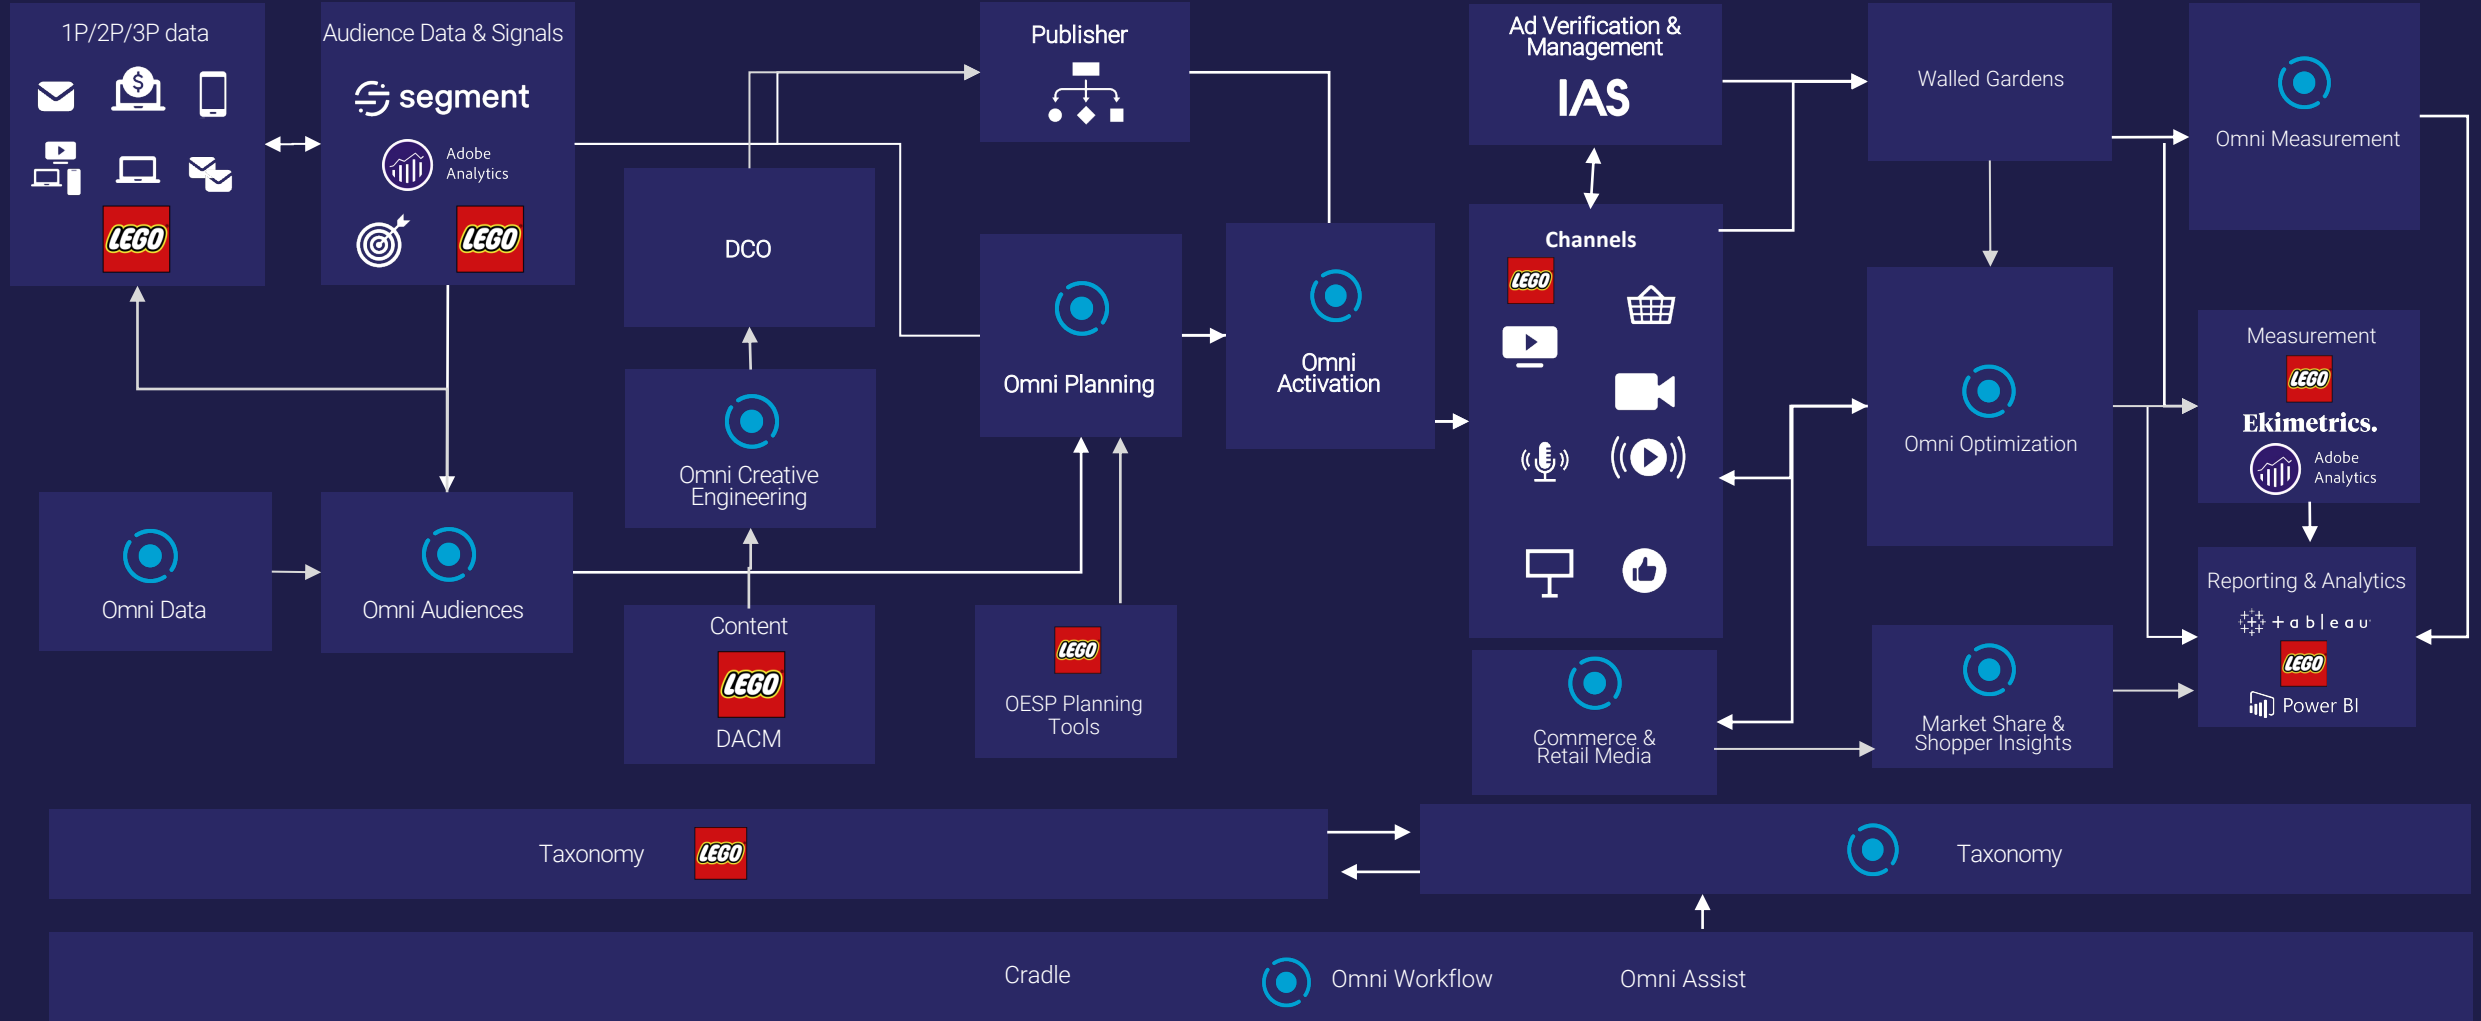 1P/2P/3P data
LEGO
Audience Data & Signals
segment
Adobe
Analytics
LEGO
Publisher
Ad Verification &
Management
IAS
Walled Gardens
Omni Measurement
DCO
Omni Planning
Omni
Activation
Channels
LEGO
Omni Optimization
Measurement
LEGO
Ekimetrics.
Adobe
Analytics
Omni Data
Omni Audiences
Omni Creative
Engineering
Content
LEGO
DACM
LEGO
OESP Planning
Tools
Commerce &
Retail Media
Market Share &
Shopper Insights
Reporting & Analytics
+ableau
LEGO
Power BI
Taxonomy
LEGO
Taxonomy
Cradle
Omni Workflow
Omni Assist